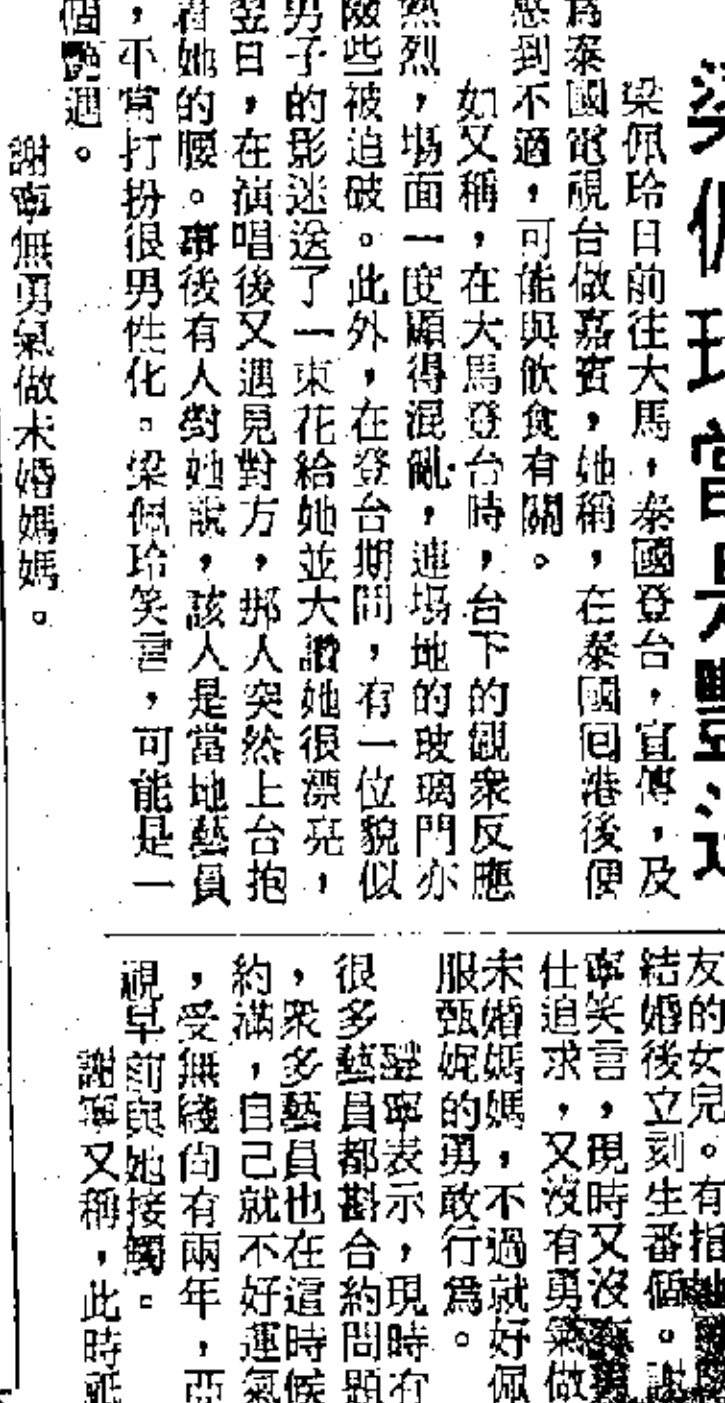 梁佩玲日前往大馬，泰國登台，宣傳，及
爲泰國電視台做嘉賓，她稱，在泰國回港後便
感到不適，可能與飲食有關。
如又稱，在大馬登台時，台下的觀衆反應
熱烈，場面一度顯得混亂，連場地的玻璃門亦
險些被迫破。此外，在登台期間，有一位貌似
男子的影迷送了一束花給她並大讚她很漂亮，
翌日，在演唱後又遇見對方，那人突然上台抱
着她的腰。事後有人對她說，該人是當地藝員
，不過打扮很男性化。梁佩玲笑言，可能是一
個艷遇。
謝寧無勇氣做未婚媽媽。
友的女兒。有指
結婚後立刻生番個。謝
寧笑言，現時又沒
仕追求，又沒有勇氣做
未婚媽媽，不過就好佩
服甄妮的勇敢行爲。
謝寧表示，現時有
很多藝員都斟合約問題
，衆多藝員也在這時候
約滿，自己就不好運氣
，受無綫尚有兩年，亞
視早前與她接觸。
謝寧又稱，此時祇